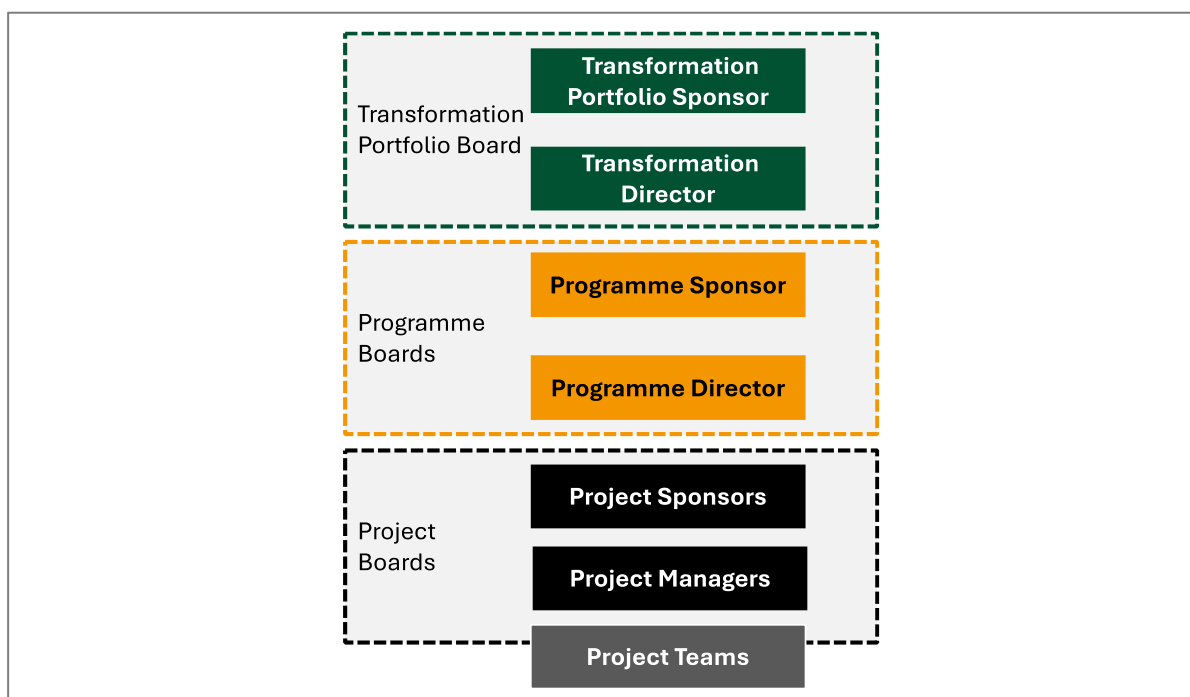 Transformation
Portfolio Board
Transformation
Portfolio Sponsor
Transformation
Director
Programme
Boards
Programme Sponsor
Programme Director
Project
Boards
Project Sponsors
Project Managers
Project Teams